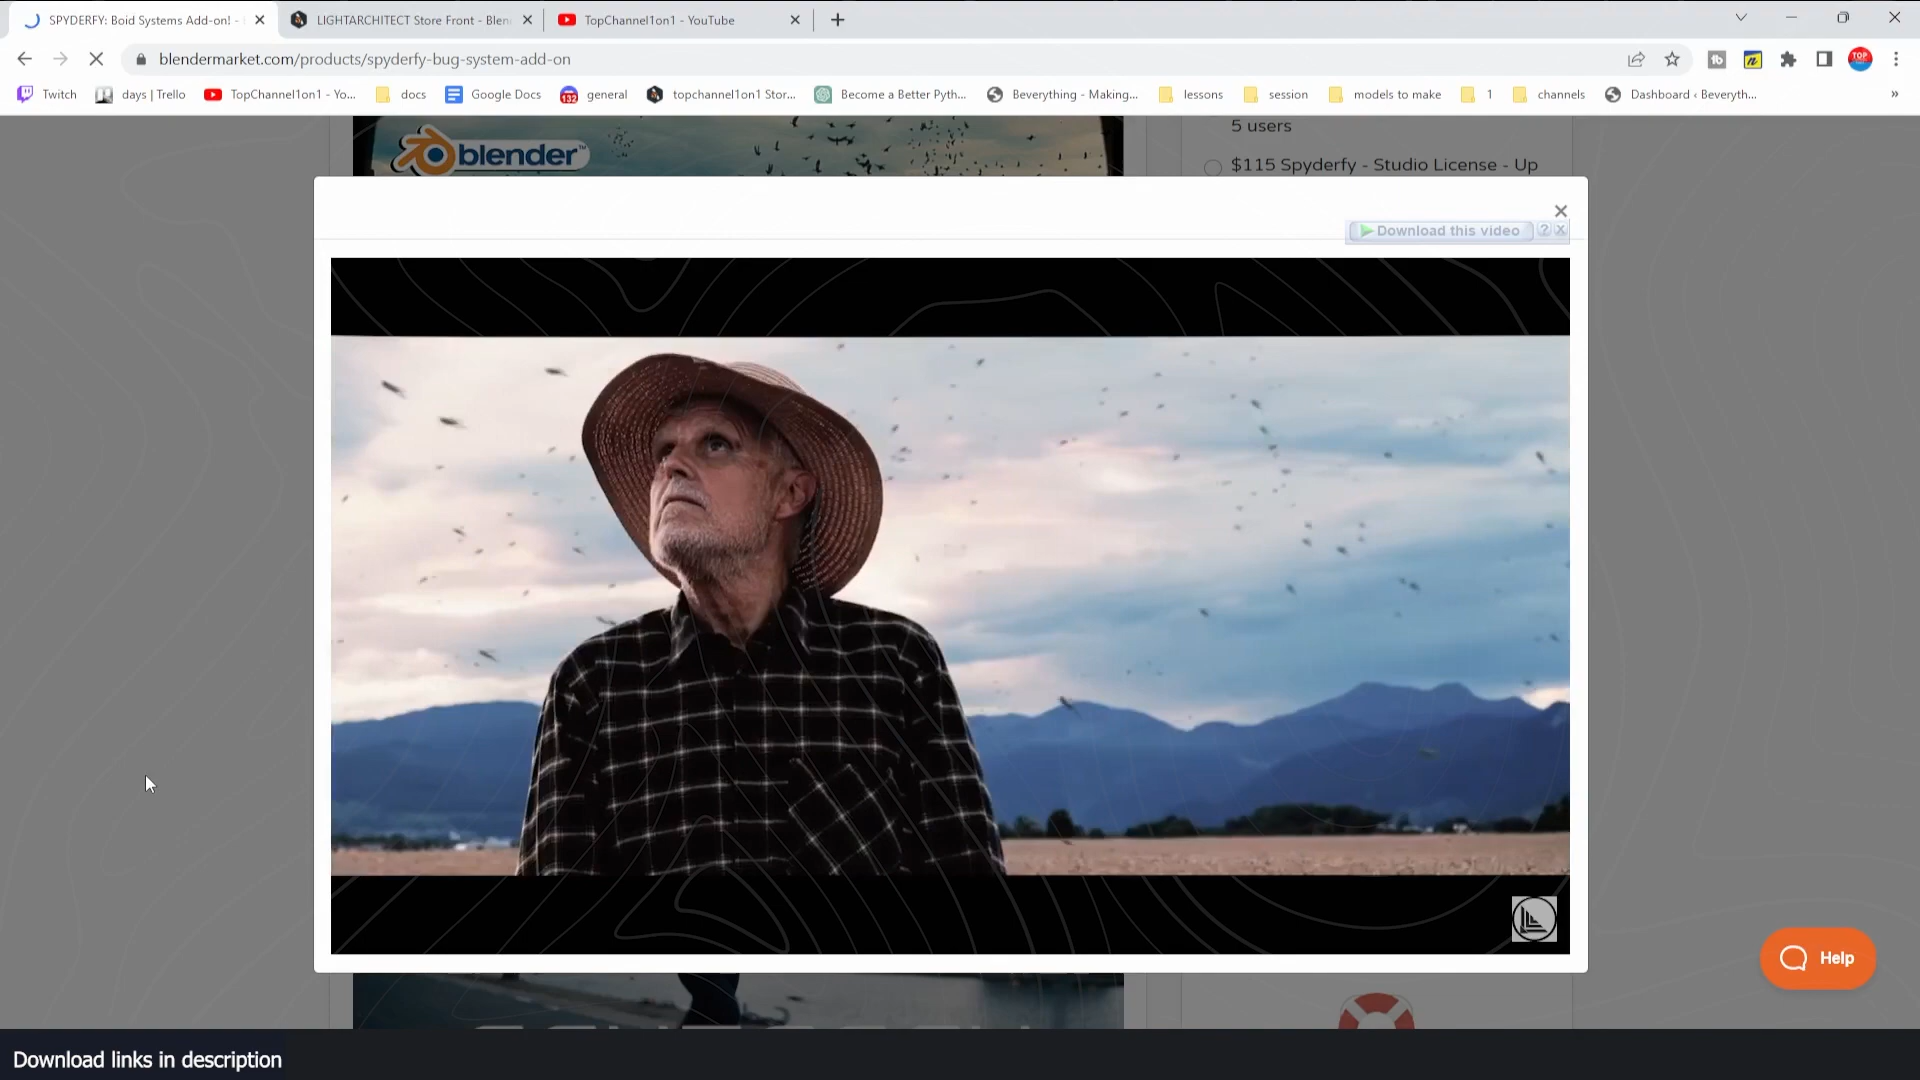 SPYDERFY: Boid Systems Add-on! -
LIGHTARCHITECT Store Front - Blen
TopChannel1on1 - YouTube
blendermarket.com/products/spyderfy-bug-system-add-on
TOP
Twitch
days | Trello
TopChannel1on1 - Yo...
docs
Google Docs
132
general
topchannel1on1 Stor...
Become a Better Pyth...
Beverything - Making...
lessons
session
models to make
1
channels
Dashboard ‹ Beveryth...
»
blender™
5 users
$115 Spyderfy - Studio License - Up
Download this video ?
Help
Download links in description